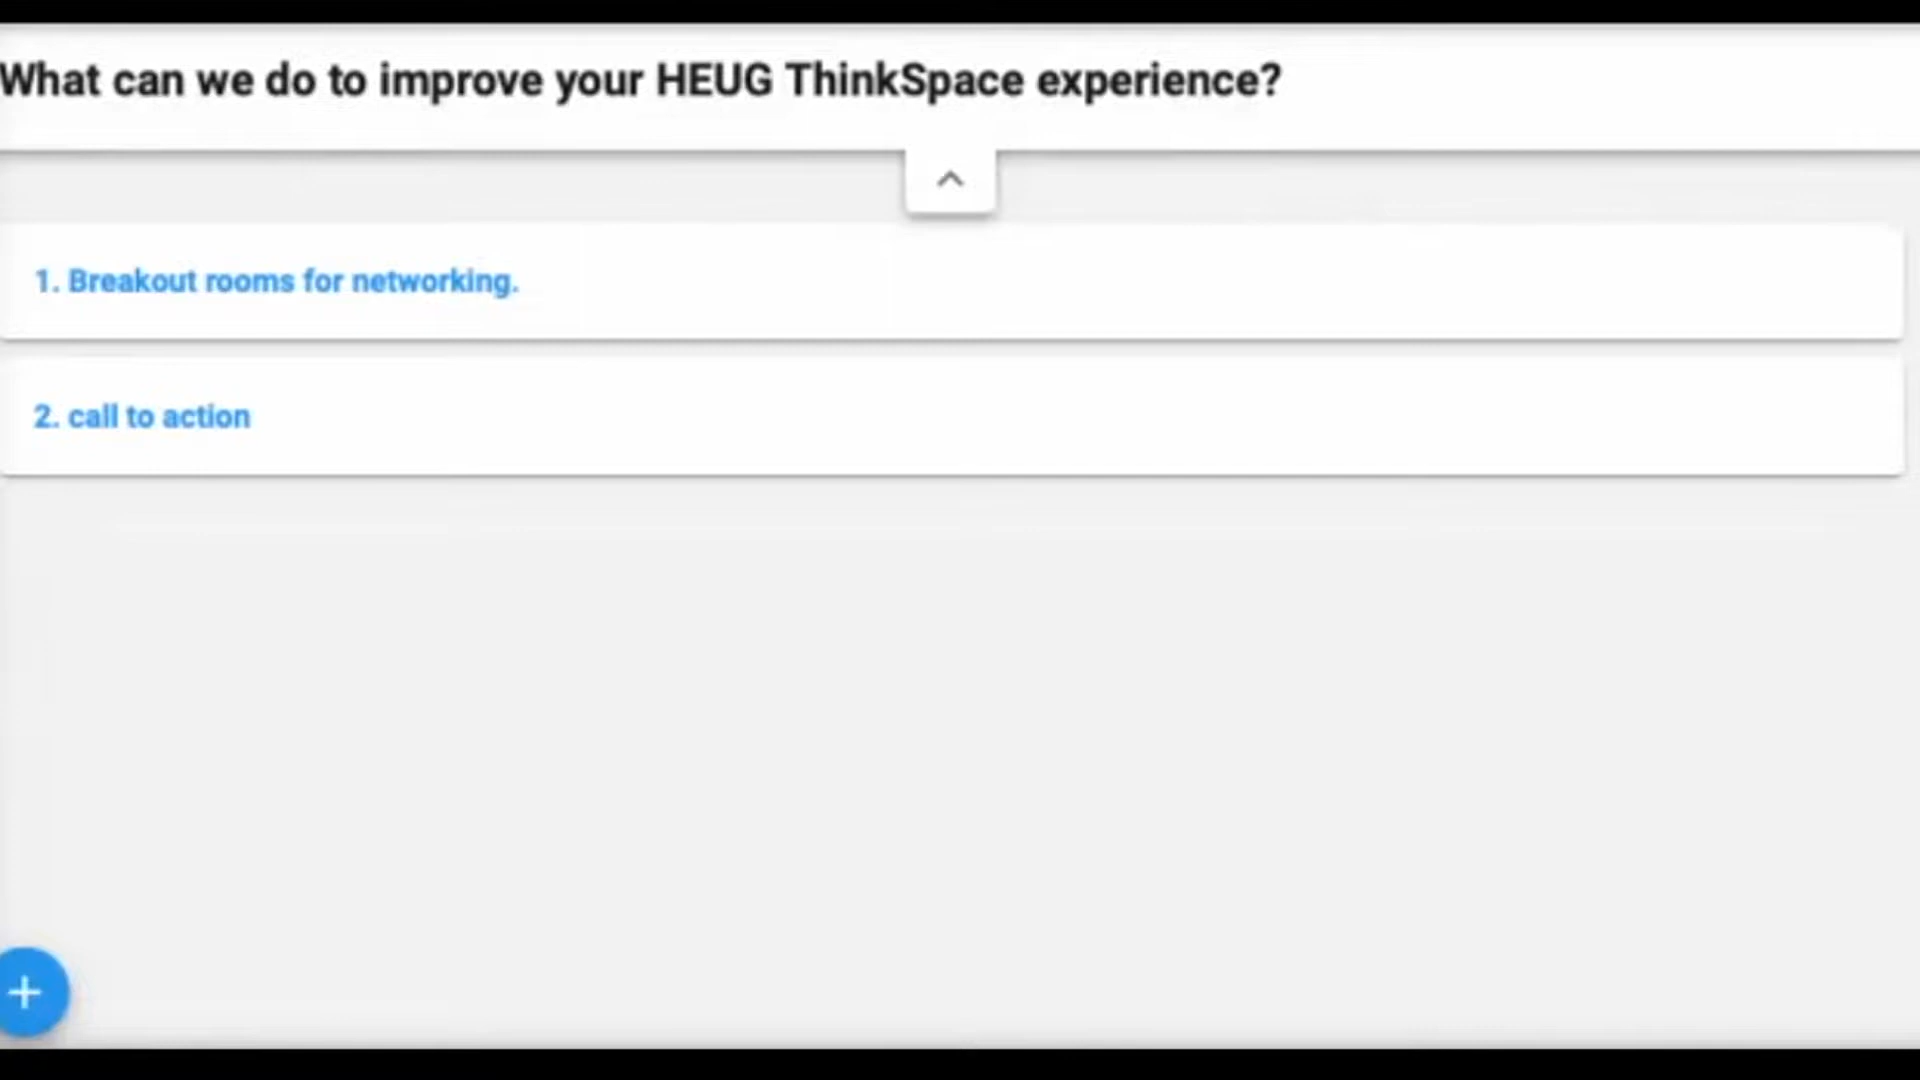 What can we do to improve your HEUG ThinkSpace experience?
1. Breakout rooms for networking.
2. call to action